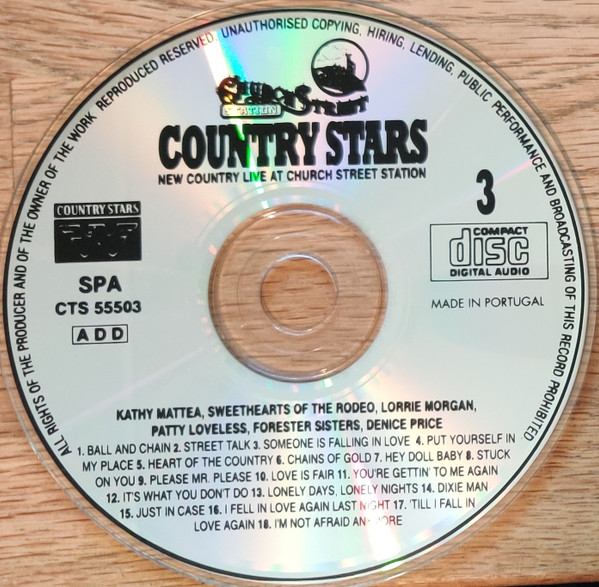 ALL RIGHTS OF THE PRODUCER AND OF THE OWNER OF THE WORK REPRODUCED RESERVED. UNAUTHORISED COPYING, HIRING, LENDING, PUBLIC PERFORMANCE AND BROADCASTING OF THIS RECORD PROHIBITED
CHURCH STREET
STATION
COUNTRY STARS
NEW COUNTRY LIVE AT CHURCH STREET STATION
3
COUNTRY STARS
SPA
CTS 55503
ADD
COMPACT
disc
DIGITAL AUDIO
MADE IN PORTUGAL
KATHY MATTEA, SWEETHEARTS OF THE RODEO, LORRIE MORGAN,
PATTY LOVELESS, FORESTER SISTERS, DENICE PRICE
1. BALL AND CHAIN 2. STREET TALK 3. SOMEONE IS FALLING IN LOVE 4. PUT YOURSELF IN
MY PLACE 5. HEART OF THE COUNTRY 6. CHAINS OF GOLD 7. HEY DOLL BABY 8. STUCK
ON YOU 9. PLEASE MR. PLEASE 10. LOVE IS FAIR 11. YOU'RE GETTIN' TO ME AGAIN
12. IT'S WHAT YOU DON'T DO 13. LONELY DAYS, LONELY NIGHTS 14. DIXIE MAN
15. JUST IN CASE 16. I FELL IN LOVE AGAIN LAST NIGHT 17. 'TILL I FALL IN
LOVE AGAIN 18. I'M NOT AFRAID ANYMORE